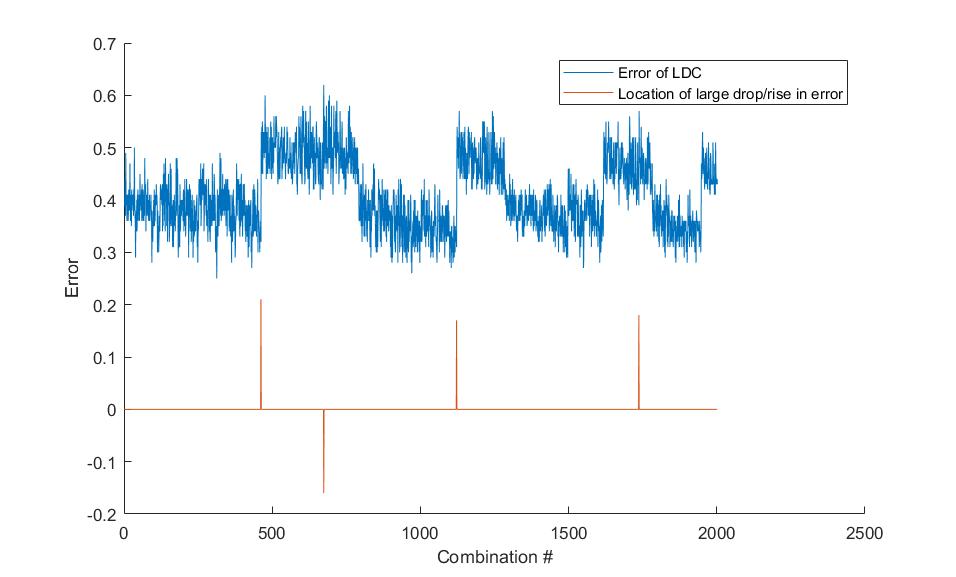 0.7
0.6
0.5
0.4
0.3
0.2
0.1
0
-0.1
-0.2
Error
Error of LDC
Location of large drop/rise in error
0 500 1000 1500 2000 2500
Combination #